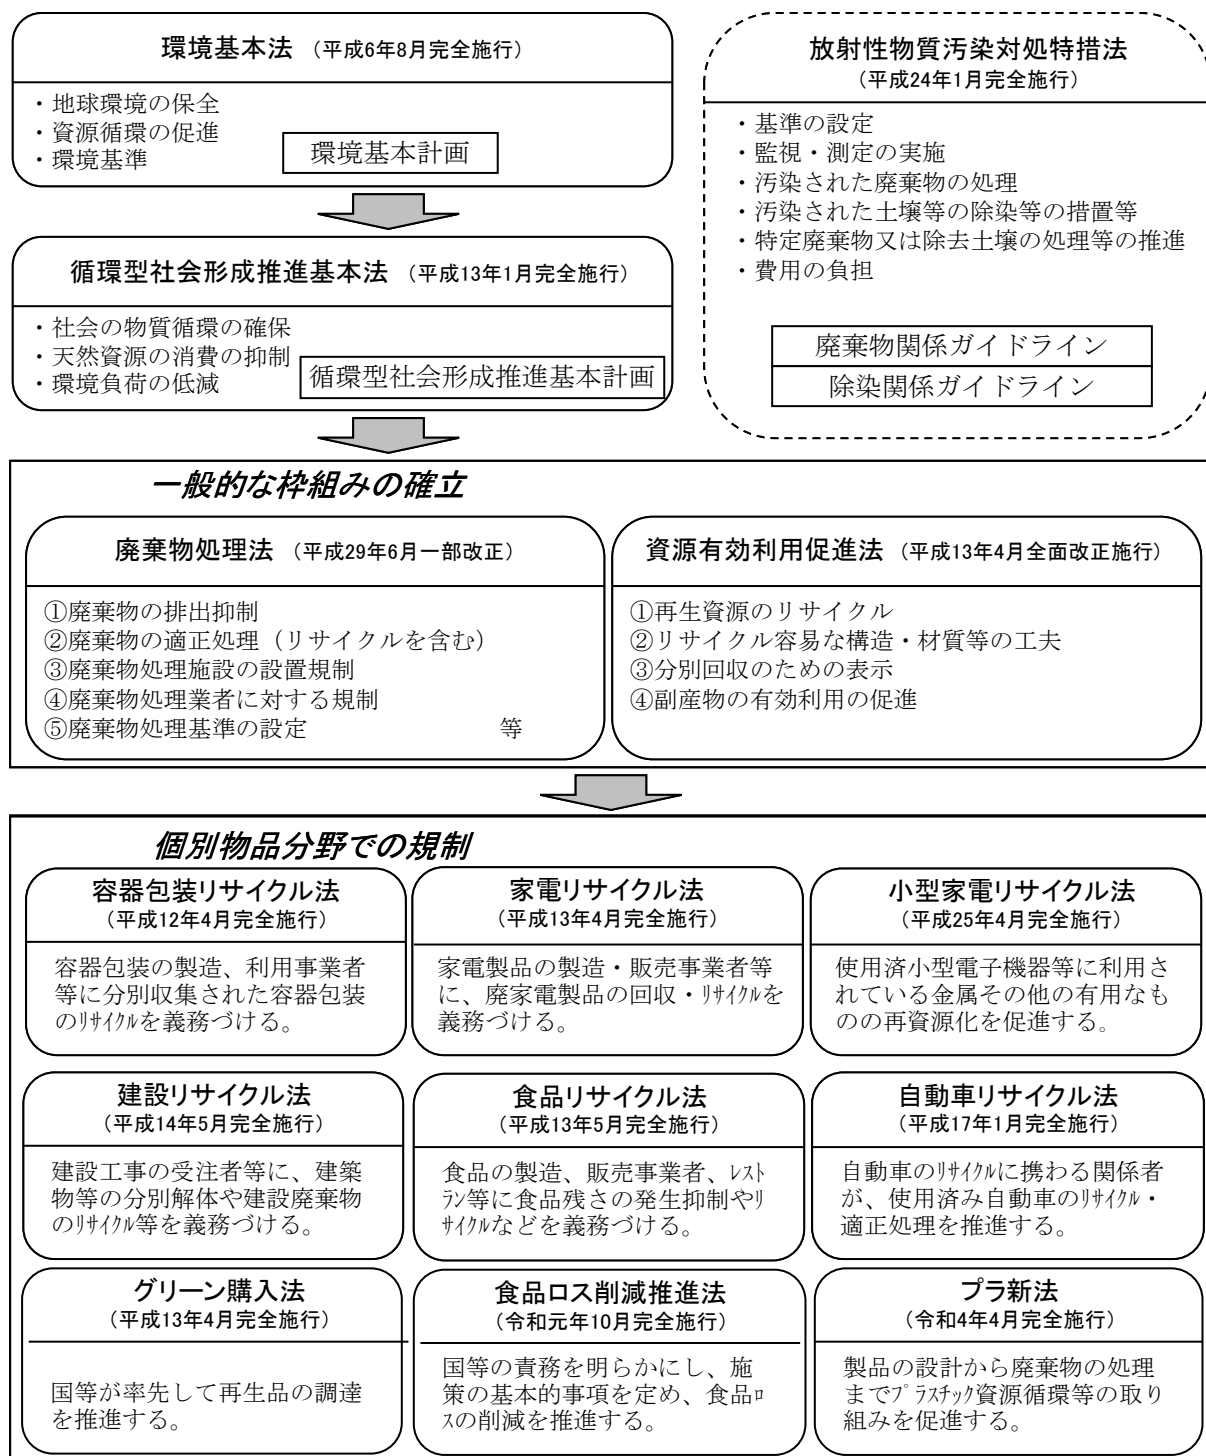 環境基本法 (平成6年8月完全施行)
・地球環境の保全
・資源循環の促進
・環境基準
環境基本計画
循環型社会形成推進基本法 (平成13年1月完全施行)
・社会の物質循環の確保
・天然資源の消費の抑制
・環境負荷の低減
循環型社会形成推進基本計画
放射性物質汚染対処特措法
(平成24年1月完全施行)
・基準の設定
・監視・測定の実施
・汚染された廃棄物の処理
・汚染された土壌等の除染等の措置等
・特定廃棄物又は除去土壌の処理等の推進
・費用の負担
廃棄物関係ガイドライン
除染関係ガイドライン
一般的な枠組みの確立
廃棄物処理法 (平成29年6月一部改正)
①廃棄物の排出抑制
②廃棄物の適正処理（リサイクルを含む）
③廃棄物処理施設の設置規制
④廃棄物処理業者に対する規制
⑤廃棄物処理基準の設定 等
資源有効利用促進法 (平成13年4月全面改正施行)
①再生資源のリサイクル
②リサイクル容易な構造・材質等の工夫
③分別回収のための表示
④副産物の有効利用の促進
個別物品分野での規制
容器包装リサイクル法
(平成12年4月完全施行)
容器包装の製造、利用事業者
等に分別収集された容器包装
のﾘｻｲｸﾙを義務づける。
家電リサイクル法
(平成13年4月完全施行)
家電製品の製造・販売事業者等
に、廃家電製品の回収・ﾘｻｲｸﾙを
義務づける。
小型家電リサイクル法
(平成25年4月完全施行)
使用済小型電子機器等に利用さ
れている金属その他の有用なも
のの再資源化を促進する。
建設リサイクル法
(平成14年5月完全施行)
建設工事の受注者等に、建築
物等の分別解体や建設廃棄物
のﾘｻｲｸﾙ等を義務づける。
食品リサイクル法
(平成13年5月完全施行)
食品の製造、販売事業者、ﾚｽﾄ
ﾗﾝ等に食品残さの発生抑制やﾘ
ｻｲｸﾙなどを義務づける。
自動車リサイクル法
(平成17年1月完全施行)
自動車のﾘｻｲｸﾙに携わる関係者
が、使用済み自動車のﾘｻｲｸﾙ・
適正処理を推進する。
グリーン購入法
(平成13年4月完全施行)
国等が率先して再生品の調達
を推進する。
食品ロス削減推進法
(令和元年10月完全施行)
国等の責務を明らかにし、施
策の基本的事項を定め、食品ﾛ
ｽの削減を推進する。
プラ新法
(令和4年4月完全施行)
製品の設計から廃棄物の処理
までﾌﾟﾗｽﾁｯｸ資源循環等の取り
組みを促進する。